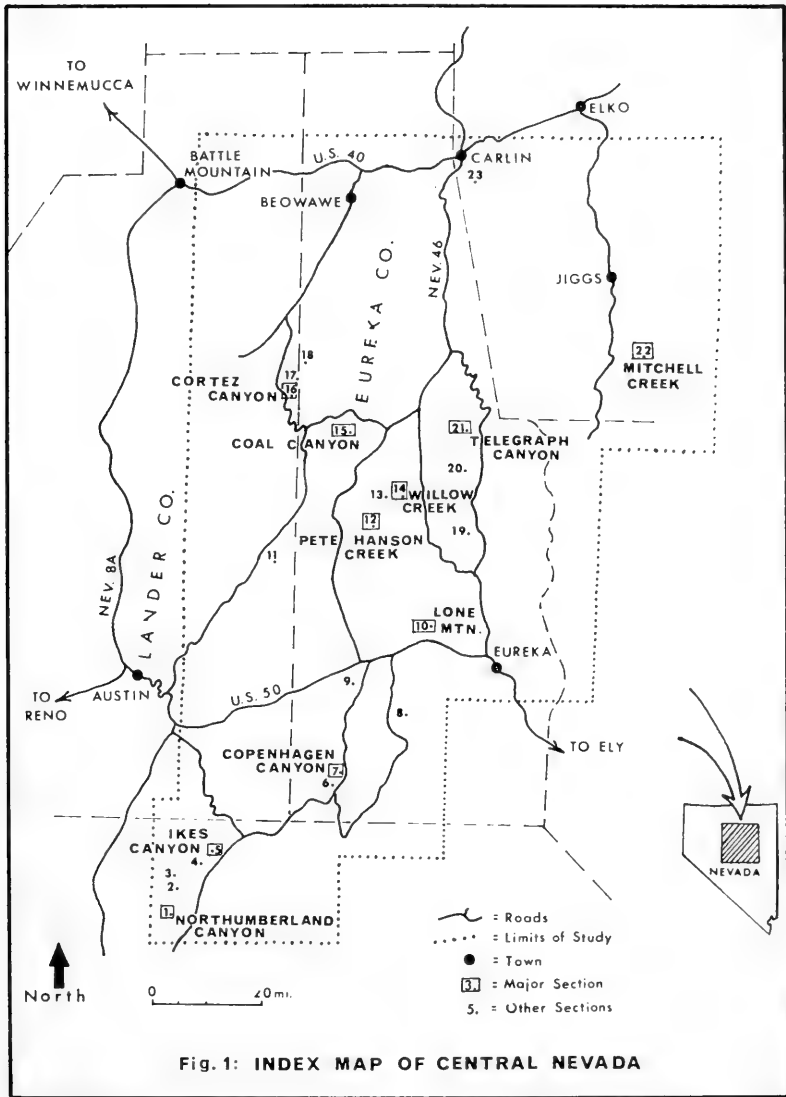 TO
WINNEMUCCA
ELKO
BATTLE
MOUNTAIN
U.S. 40
CARLIN
23
BEOWAWE
NEV. 46
EUREKA CO.
JIGGS
18
17
16
CORTEZ
CANYON
22
MITCHELL
CREEK
COAL CANYON
15.
21.
TELEGRAPH
CANYON
20.
13.
14
WILLOW
CREEK
12
PETE HANSON
CREEK
19.
11
NEV. 8A
LANDER CO.
LONE
MTN.
10.
EUREKA
TO
RENO
AUSTIN
U.S. 50
9.
8.
TO ELY
COPENHAGEN
CANYON
7.
6.
IKES
CANYON
.5
4.
3.
2.
1.
NORTHUMBERLAND
CANYON
NEVADA
= Roads
= Limits of Study
= Town
3. = Major Section
5. = Other Sections
North
0 20 mi.
Fig. 1: INDEX MAP OF CENTRAL NEVADA